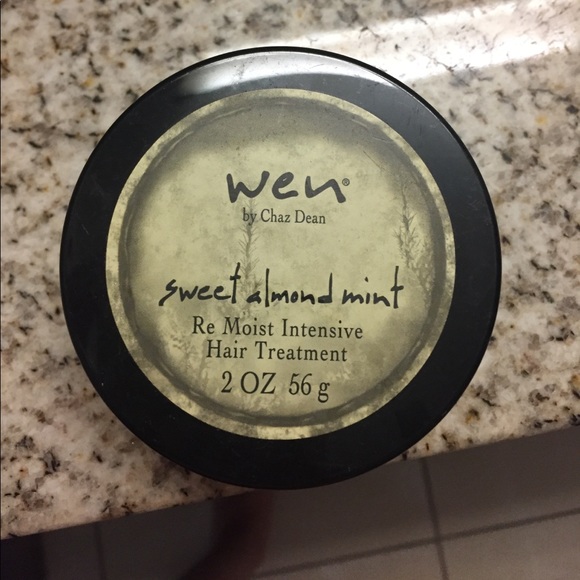 wen®
by Chaz Dean
sweet almond mint
Re Moist Intensive
Hair Treatment
2 OZ 56 g